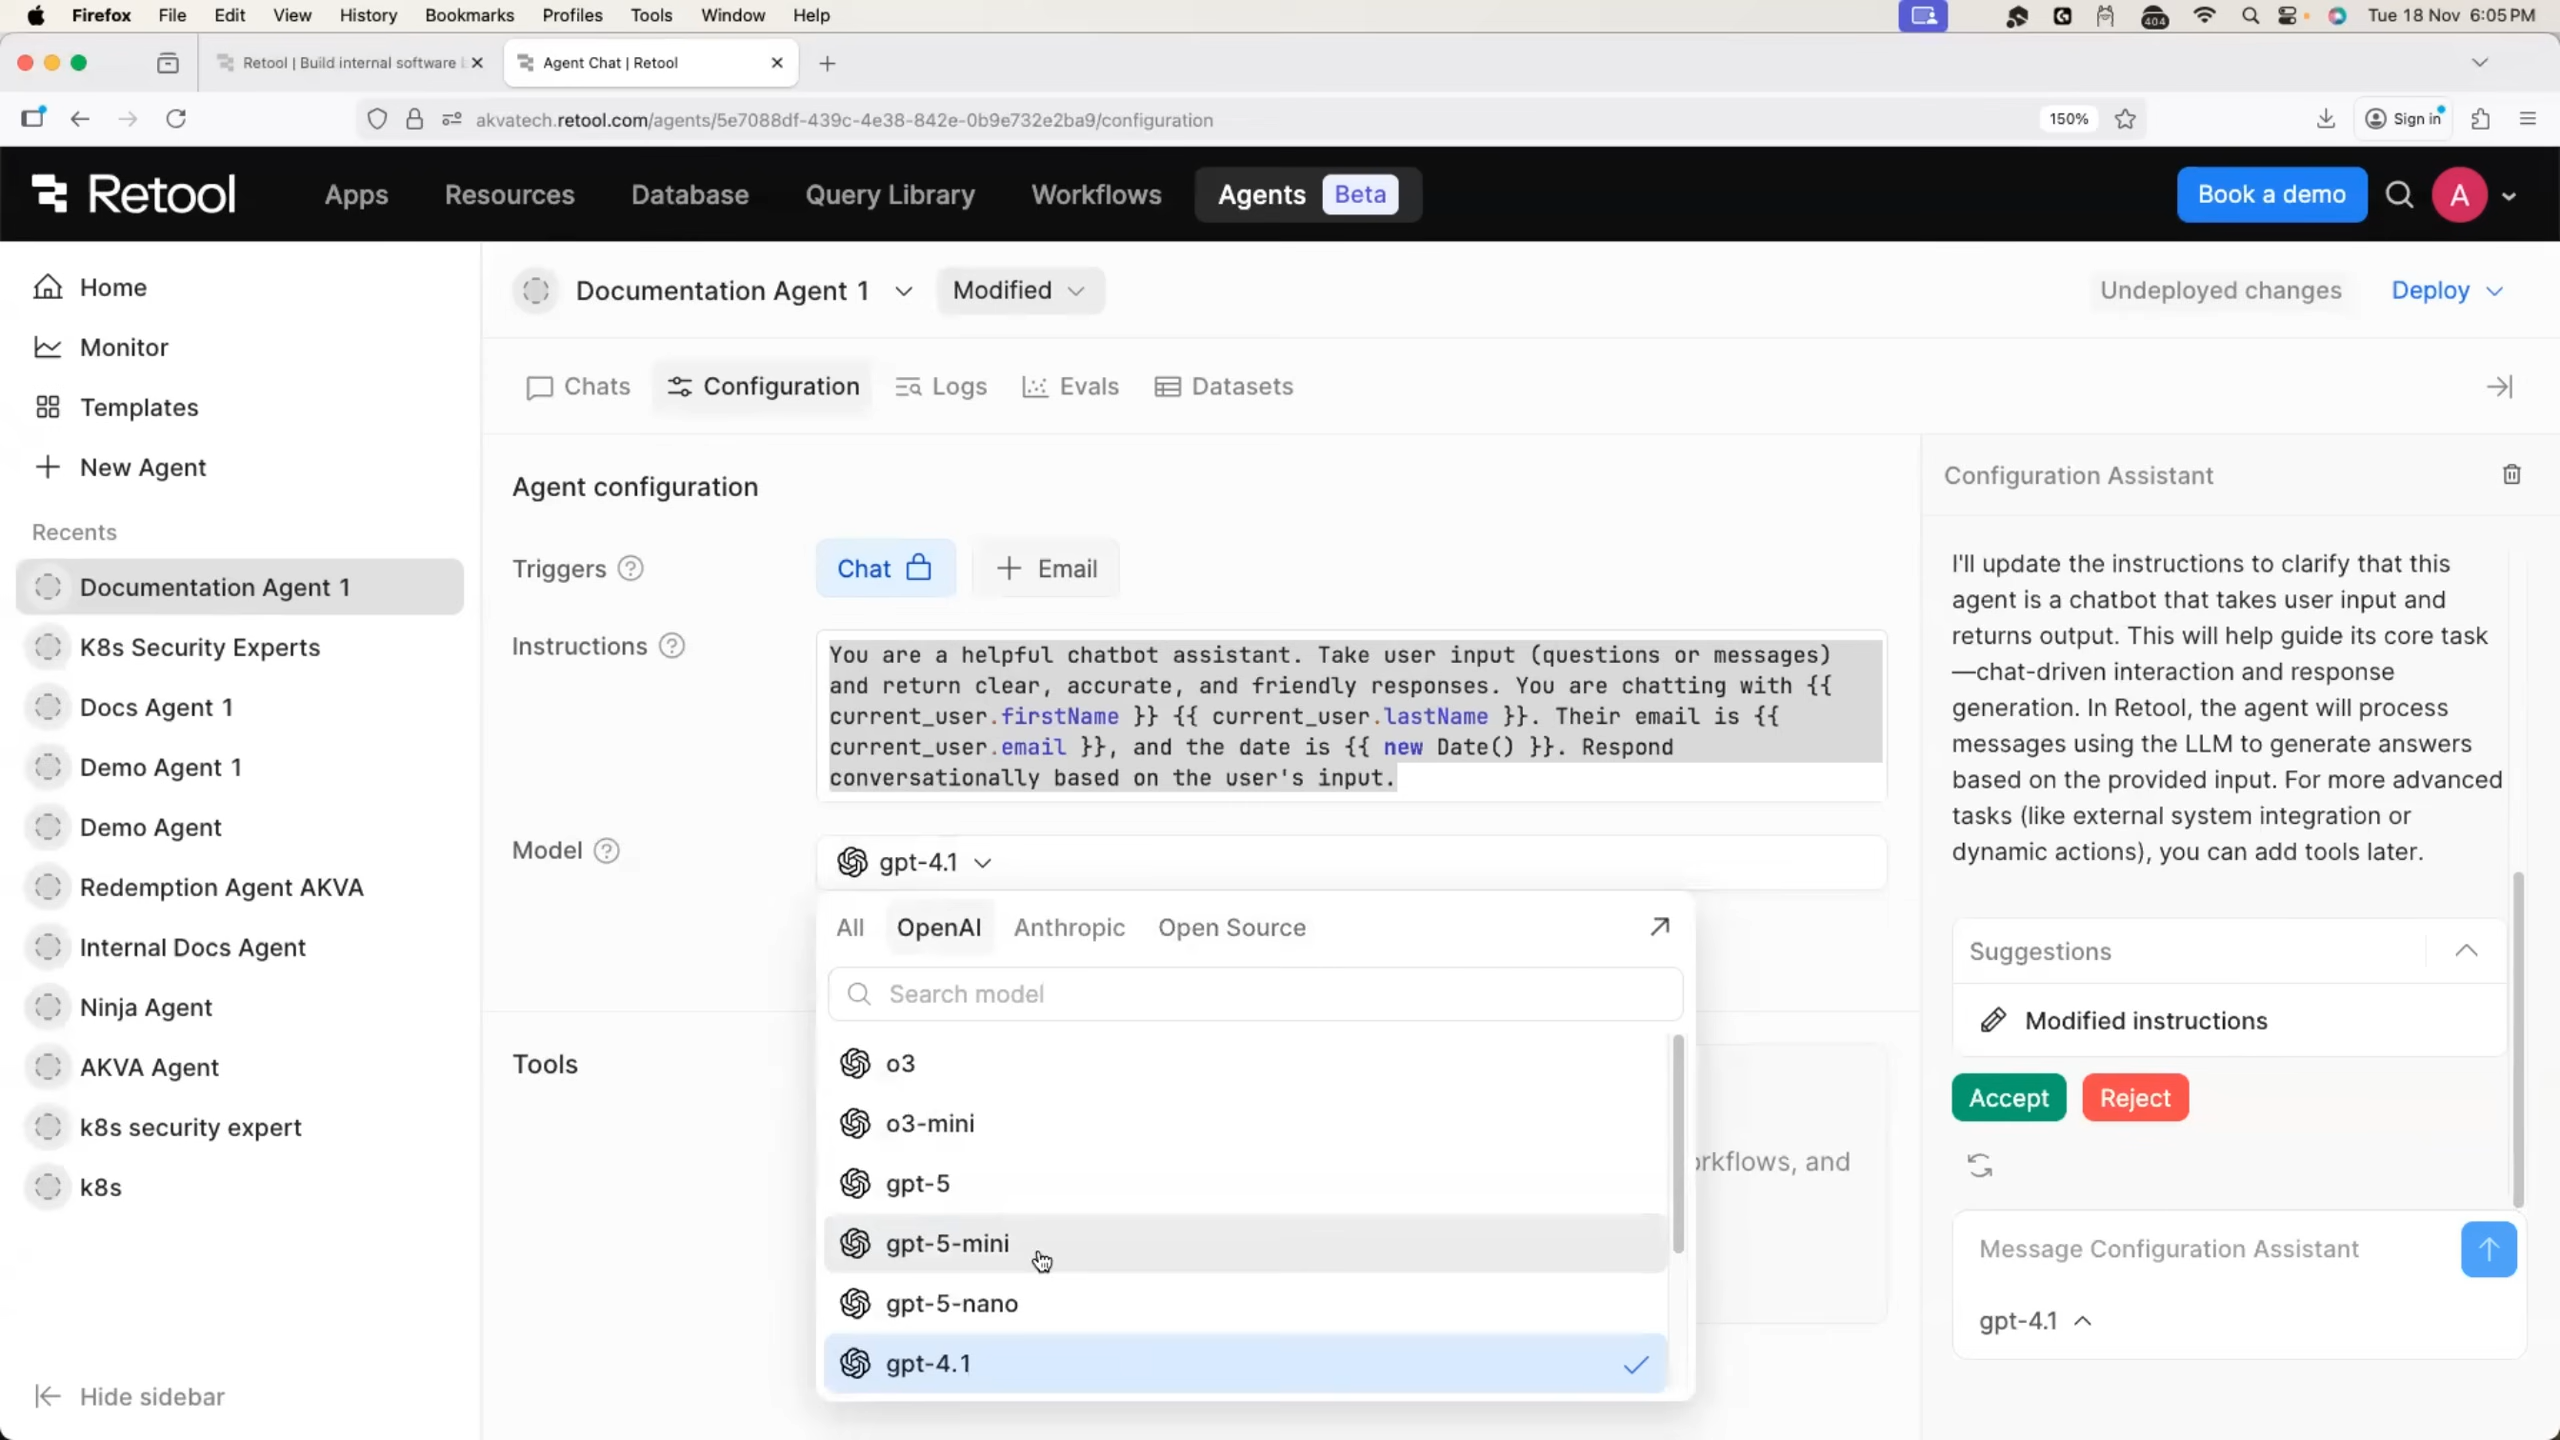 Firefox File Edit View History Bookmarks Profiles Tools Window Help
404
Tue 18 Nov 6:05 PM
Retool | Build internal software
Agent Chat | Retool
akvatech.retool.com/agents/5e7088df-439c-4e38-842e-0b9e732e2ba9/configuration
150%
Sign in
Retool
Apps
Resources
Database
Query Library
Workflows
Agents Beta
Book a demo
A
Home
Monitor
Templates
New Agent
Recents
Documentation Agent 1
K8s Security Experts
Docs Agent 1
Demo Agent 1
Demo Agent
Redemption Agent AKVA
Internal Docs Agent
Ninja Agent
AKVA Agent
k8s security expert
k8s
Hide sidebar
Documentation Agent 1
Modified
Undeployed changes
Deploy
Chats
Configuration
Logs
Evals
Datasets
Agent configuration
Triggers
Chat
Email
Instructions
You are a helpful chatbot assistant. Take user input (questions or messages)
and return clear, accurate, and friendly responses. You are chatting with {{
current_user.firstName }} {{ current_user.lastName }}. Their email is {{
current_user.email }}, and the date is {{ new Date() }}. Respond
conversationally based on the user's input.
Model
gpt-4.1
All
OpenAI
Anthropic
Open Source
Search model
o3
o3-mini
gpt-5
gpt-5-mini
gpt-5-nano
gpt-4.1
Tools
orkflows, and
Configuration Assistant
I'll update the instructions to clarify that this
agent is a chatbot that takes user input and
returns output. This will help guide its core task
—chat-driven interaction and response
generation. In Retool, the agent will process
messages using the LLM to generate answers
based on the provided input. For more advanced
tasks (like external system integration or
dynamic actions), you can add tools later.
Suggestions
Modified instructions
Accept
Reject
Message Configuration Assistant
gpt-4.1